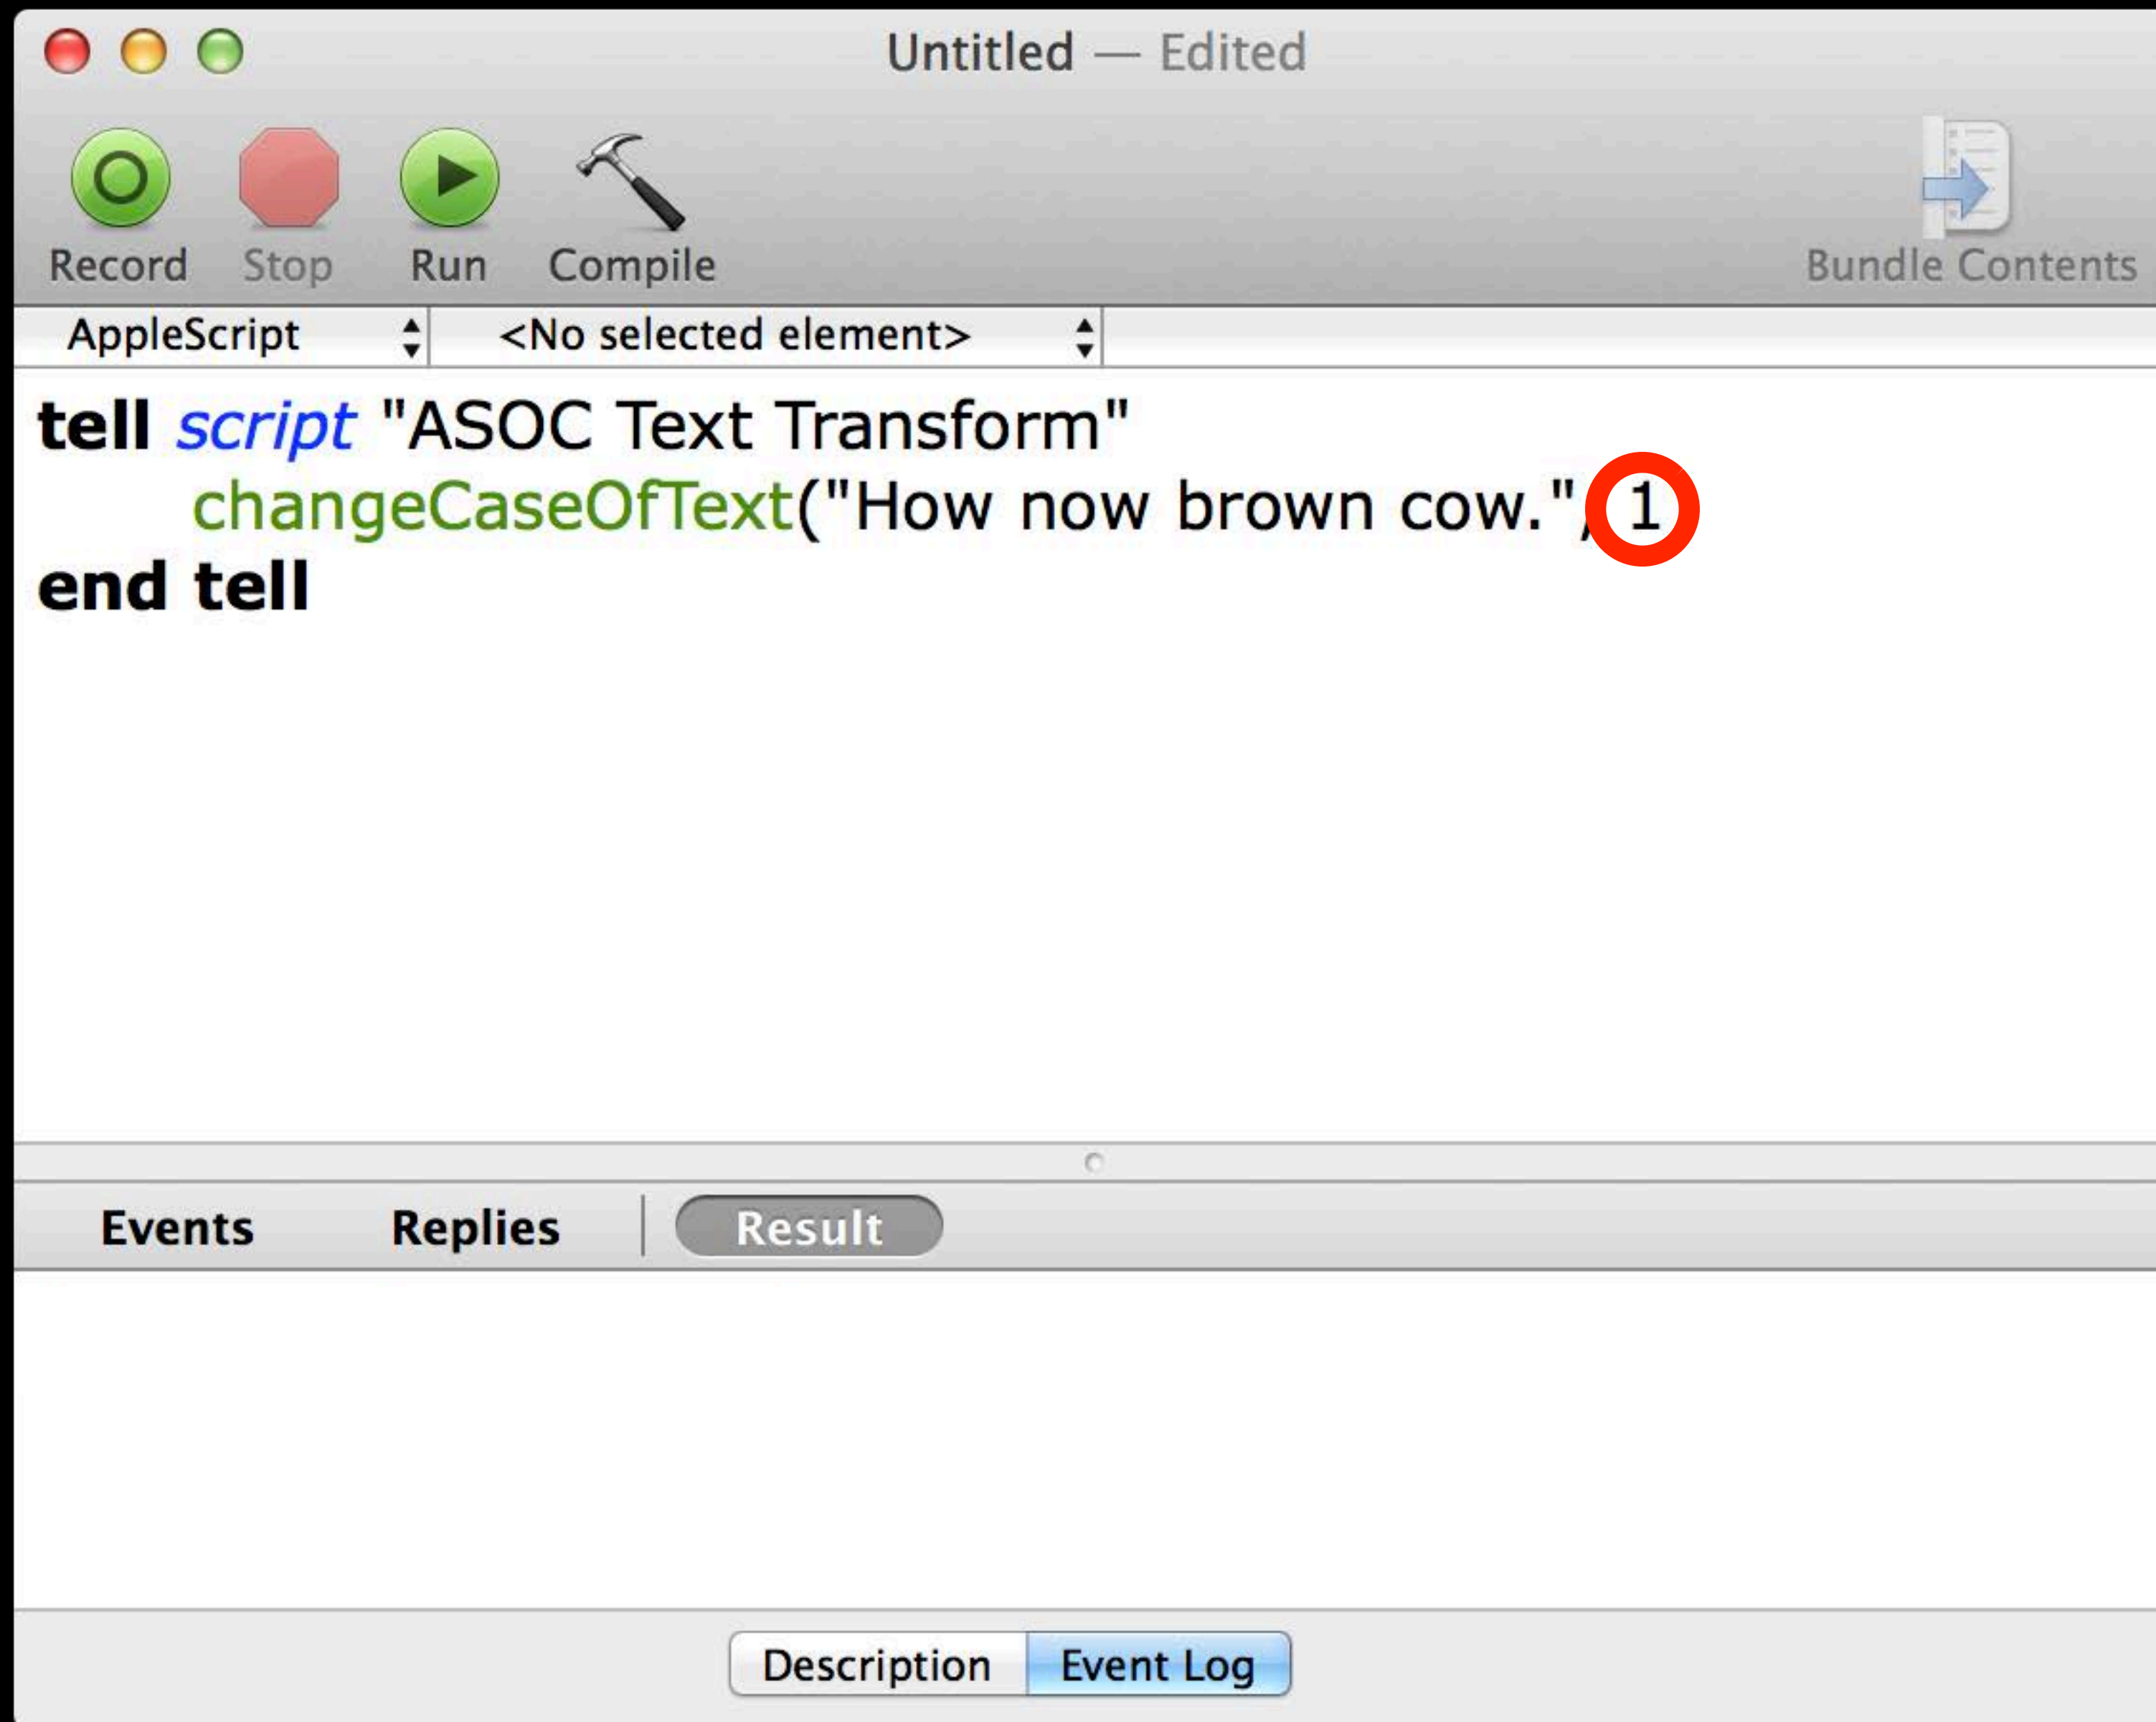 Untitled — Edited
Record Stop Run Compile Bundle Contents
AppleScript <No selected element>
tell script "ASOC Text Transform"
changeCaseOfText("How now brown cow.", 1
end tell
Events Replies Result
Description Event Log